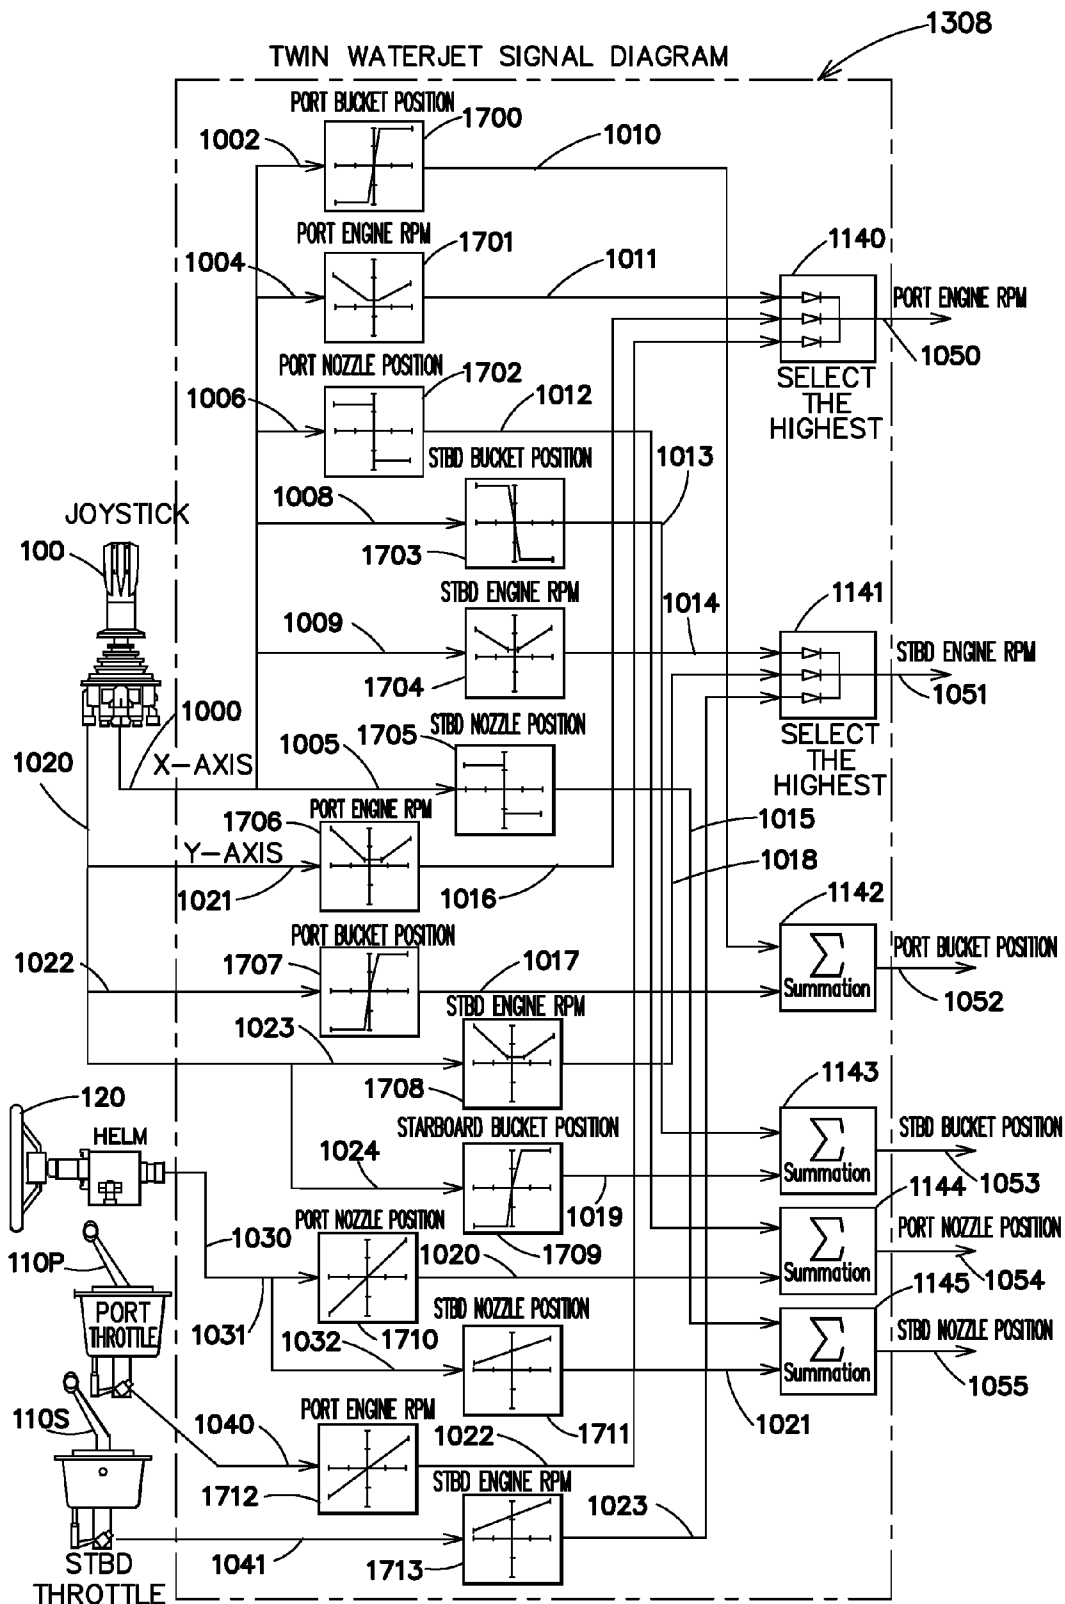 1308
TWIN WATERJET SIGNAL DIAGRAM
PORT BUCKET POSITION
1700
1002
1010
PORT ENGINE RPM
1701
1004
1011
1140
PORT ENGINE RPM
1050
PORT NOZZLE POSITION
1702
1006
1012
SELECT
THE
HIGHEST
STBD BUCKET POSITION
1013
1008
JOYSTICK
100
1703
STBD ENGINE RPM
1014
1141
1009
STBD ENGINE RPM
1704
1051
1000
STBD NOZZLE POSITION
1705
SELECT
THE
HIGHEST
1020
X-AXIS
1005
PORT ENGINE RPM
1706
1015
Y-AXIS
1018
1021
1016
1142
PORT BUCKET POSITION
PORT BUCKET POSITION
1022
1707
1017
Σ
Summation
1052
STBD ENGINE RPM
1023
1708
1143
120
HELM
STARBOARD BUCKET POSITION
STBD BUCKET POSITION
1024
Σ
Summation
1053
1019
1144
PORT NOZZLE POSITION
1709
PORT NOZZLE POSITION
1030
1020
Σ
Summation
1054
110P
1145
PORT
THROTTLE
STBD NOZZLE POSITION
1031
1032
1710
STBD NOZZLE POSITION
Σ
Summation
1055
110S
PORT ENGINE RPM
1711
1021
1040
1022
STBD ENGINE RPM
1712
1023
1041
1713
STBD
THROTTLE